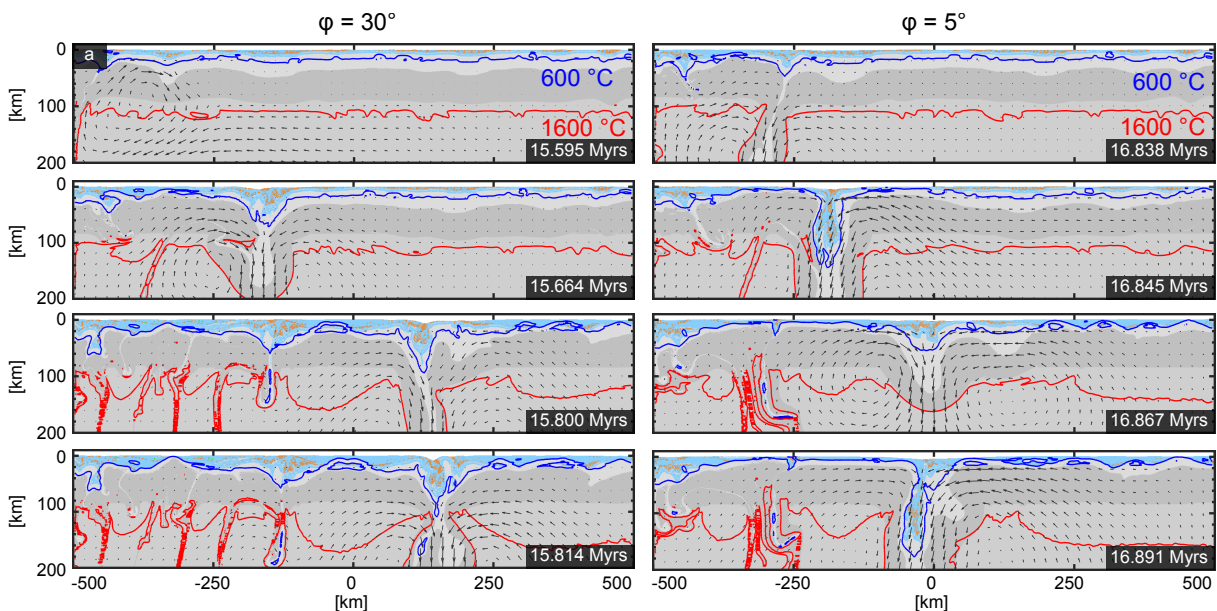 φ = 30° φ = 5°
a
0
100
200
[km]
600 °C
1600 °C
15.595 Myrs
600 °C
1600 °C
16.838 Myrs
0
100
200
[km]
15.664 Myrs
16.845 Myrs
0
100
200
[km]
15.800 Myrs
16.867 Myrs
0
100
200
[km]
15.814 Myrs
16.891 Myrs
-500 -250 0 250 500 -250 0 250 500
[km] [km]